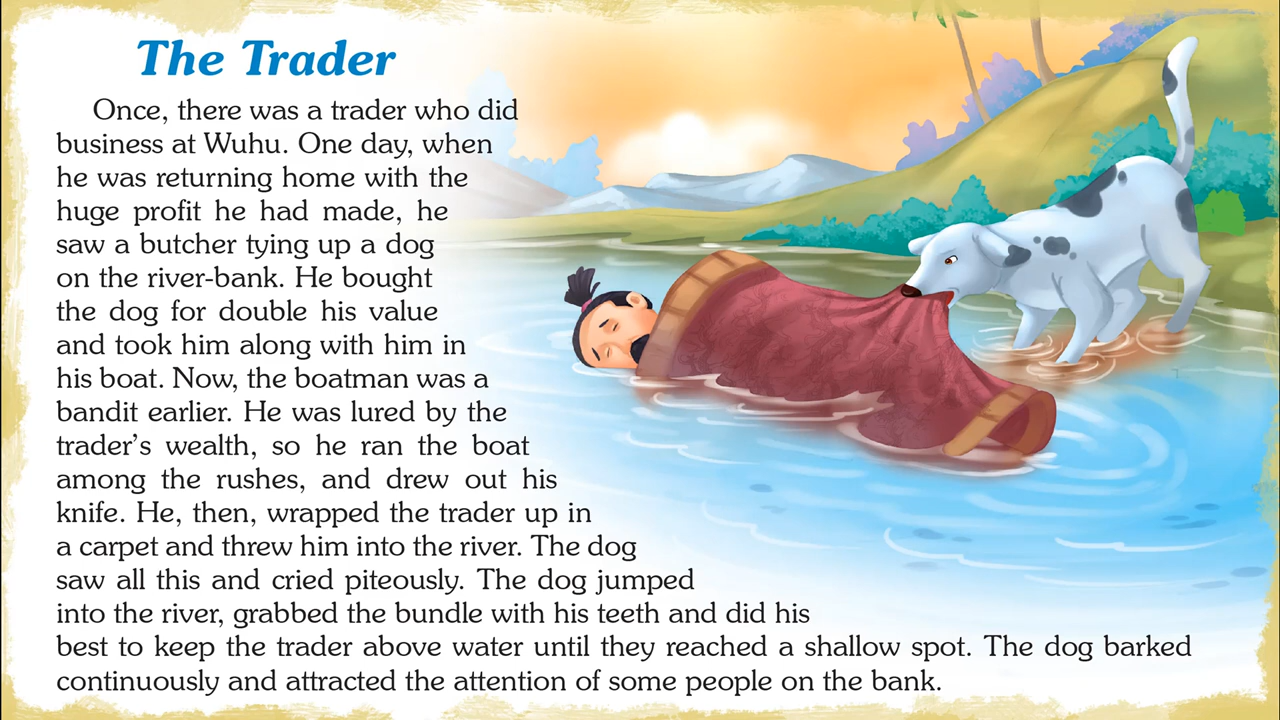 The Trader
Once, there was a trader who did
business at Wuhu. One day, when
he was returning home with the
huge profit he had made, he
saw a butcher tying up a dog
on the river-bank. He bought
the dog for double his value
and took him along with him in
his boat. Now, the boatman was a
bandit earlier. He was lured by the
trader’s wealth, so he ran the boat
among the rushes, and drew out his
knife. He, then, wrapped the trader up in
a carpet and threw him into the river. The dog
saw all this and cried piteously. The dog jumped
into the river, grabbed the bundle with his teeth and did his
best to keep the trader above water until they reached a shallow spot. The dog barked
continuously and attracted the attention of some people on the bank.